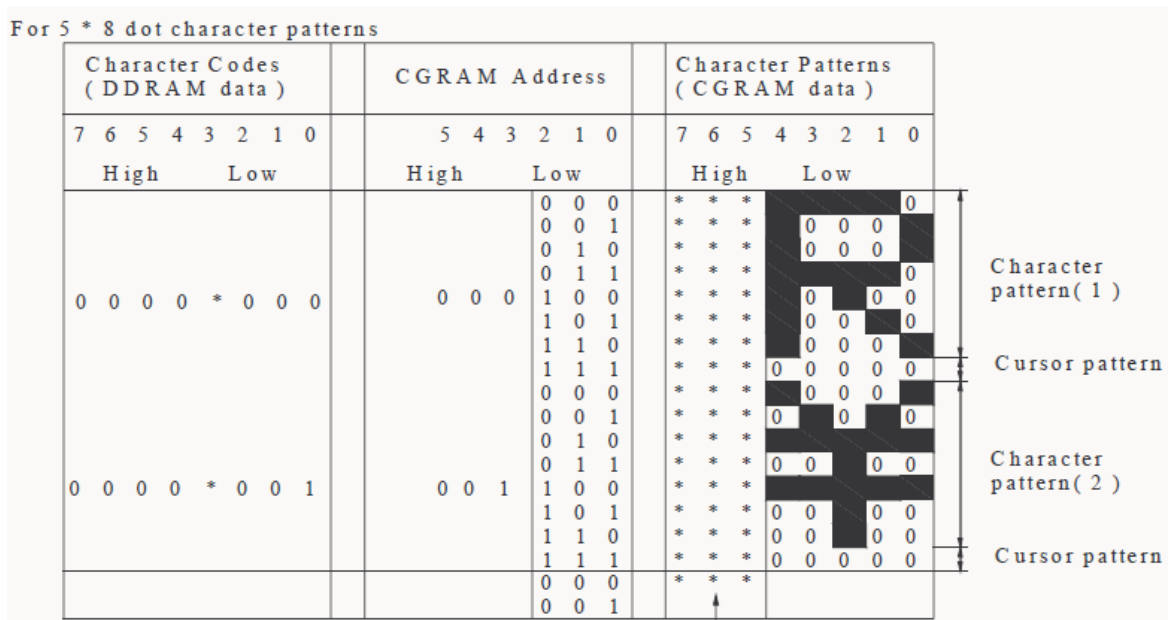 For 5 * 8 dot character patterns
Character Codes
( DDRAM data )
CGRAM Address
Character Patterns
( CGRAM data )
7 6 5 4 3 2 1 0
5 4 3 2 1 0
7 6 5 4 3 2 1 0
High Low
High Low
High Low
0 0 0 * * * 0
0 0 1 * * * 0 0 0
0 1 0 * * * 0 0 0
0 1 1 * * * 0
Character
pattern( 1 )
0 0 0 0 * 0 0 0 0 0 0 1 0 0 * * * 0 0 0
1 0 1 * * * 0 0 0
1 1 0 * * * 0 0 0
1 1 1 * * * 0 0 0 0 0
Cursor pattern
0 0 0 * * * 0 0 0
0 0 1 * * * 0 0 0
0 1 0 * * *
0 1 1 * * * 0 0 0 0
Character
pattern( 2 )
0 0 0 0 * 0 0 1 0 0 1 1 0 0 * * *
1 0 1 * * * 0 0 0 0
1 1 0 * * * 0 0 0 0
1 1 1 * * * 0 0 0 0 0
Cursor pattern
0 0 0 * * *
0 0 1